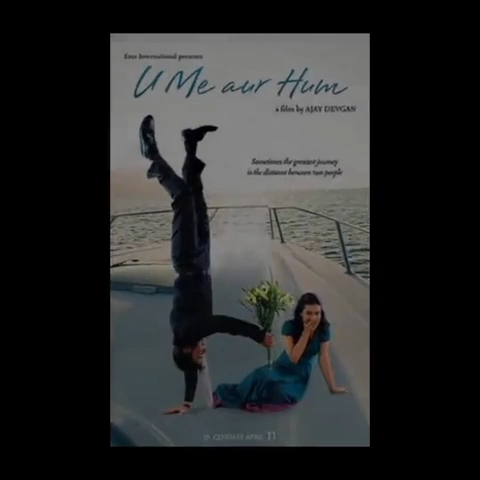 Eros International presents
U Me aur Hum
a film by AJAY DEVGAN
Sometimes the greatest journey
is the distance between two people
IN CINEMAS APRIL 11